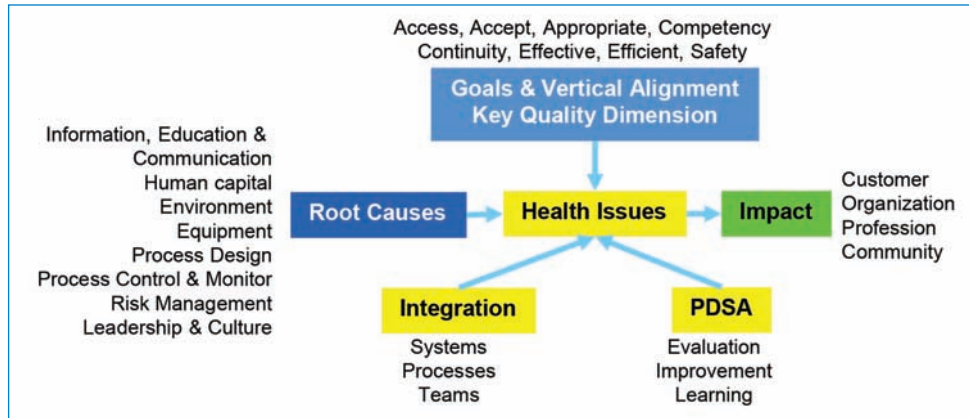 Access, Accept, Appropriate, Competency
Continuity, Effective, Efficient, Safety
Goals & Vertical Alignment
Key Quality Dimension
Information, Education &
Communication
Human capital
Environment
Equipment
Process Design
Process Control & Monitor
Risk Management
Leadership & Culture
Root Causes
Health Issues
Impact
Customer
Organization
Profession
Community
Integration
Systems
Processes
Teams
PDSA
Evaluation
Improvement
Learning